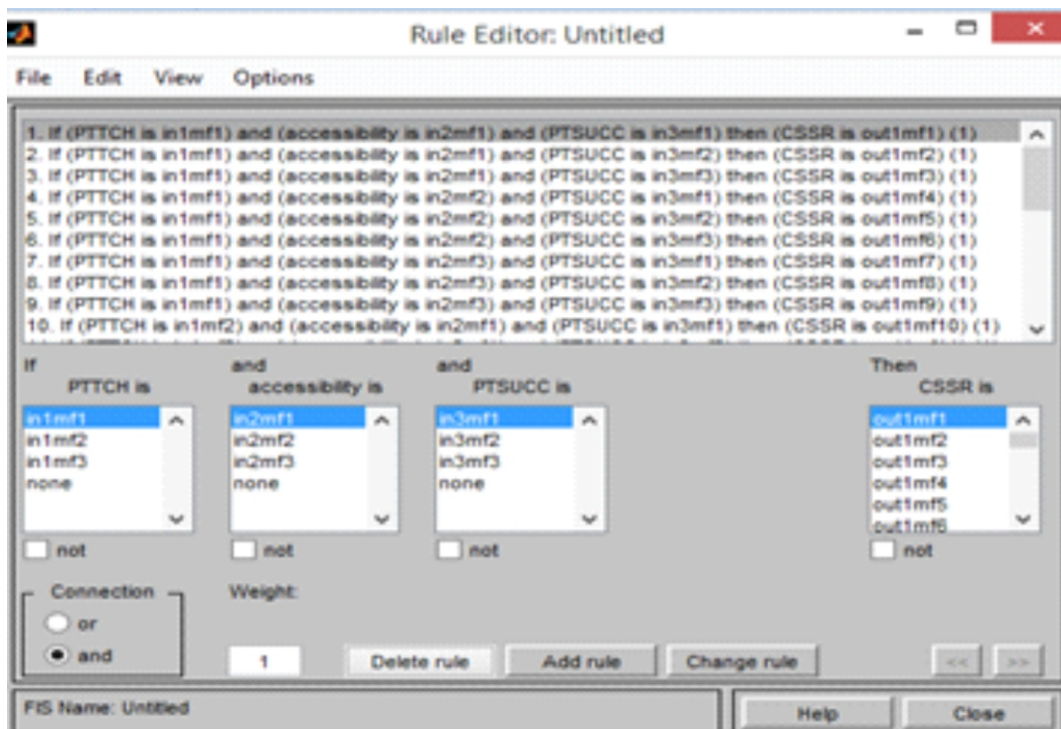 Rule Editor: Untitled
File Edit View Options
1. If (PTTCH is in1mf1) and (accessibility is in2mf1) and (PTSUCC is in3mf1) then (CSSR is out1mf1) (1)
2. If (PTTCH is in1mf1) and (accessibility is in2mf1) and (PTSUCC is in3mf2) then (CSSR is out1mf2) (1)
3. If (PTTCH is in1mf1) and (accessibility is in2mf1) and (PTSUCC is in3mf3) then (CSSR is out1mf3) (1)
4. If (PTTCH is in1mf1) and (accessibility is in2mf2) and (PTSUCC is in3mf1) then (CSSR is out1mf4) (1)
5. If (PTTCH is in1mf1) and (accessibility is in2mf2) and (PTSUCC is in3mf2) then (CSSR is out1mf5) (1)
6. If (PTTCH is in1mf1) and (accessibility is in2mf2) and (PTSUCC is in3mf3) then (CSSR is out1mf6) (1)
7. If (PTTCH is in1mf1) and (accessibility is in2mf3) and (PTSUCC is in3mf1) then (CSSR is out1mf7) (1)
8. If (PTTCH is in1mf1) and (accessibility is in2mf3) and (PTSUCC is in3mf2) then (CSSR is out1mf8) (1)
9. If (PTTCH is in1mf1) and (accessibility is in2mf3) and (PTSUCC is in3mf3) then (CSSR is out1mf9) (1)
10. If (PTTCH is in1mf2) and (accessibility is in2mf1) and (PTSUCC is in3mf1) then (CSSR is out1mf10) (1)
If and and Then
PTTCH is accessibility is PTSUCC is CSSR is
in1mf1 in2mf1 in3mf1 out1mf1
in1mf2 in2mf2 in3mf2 out1mf2
in1mf3 in2mf3 in3mf3 out1mf3
none none none out1mf4
out1mf5
out1mf6
not not not not
Connection Weight:
or
and 1 Delete rule Add rule Change rule << >>
FIS Name: Untitled Help Close